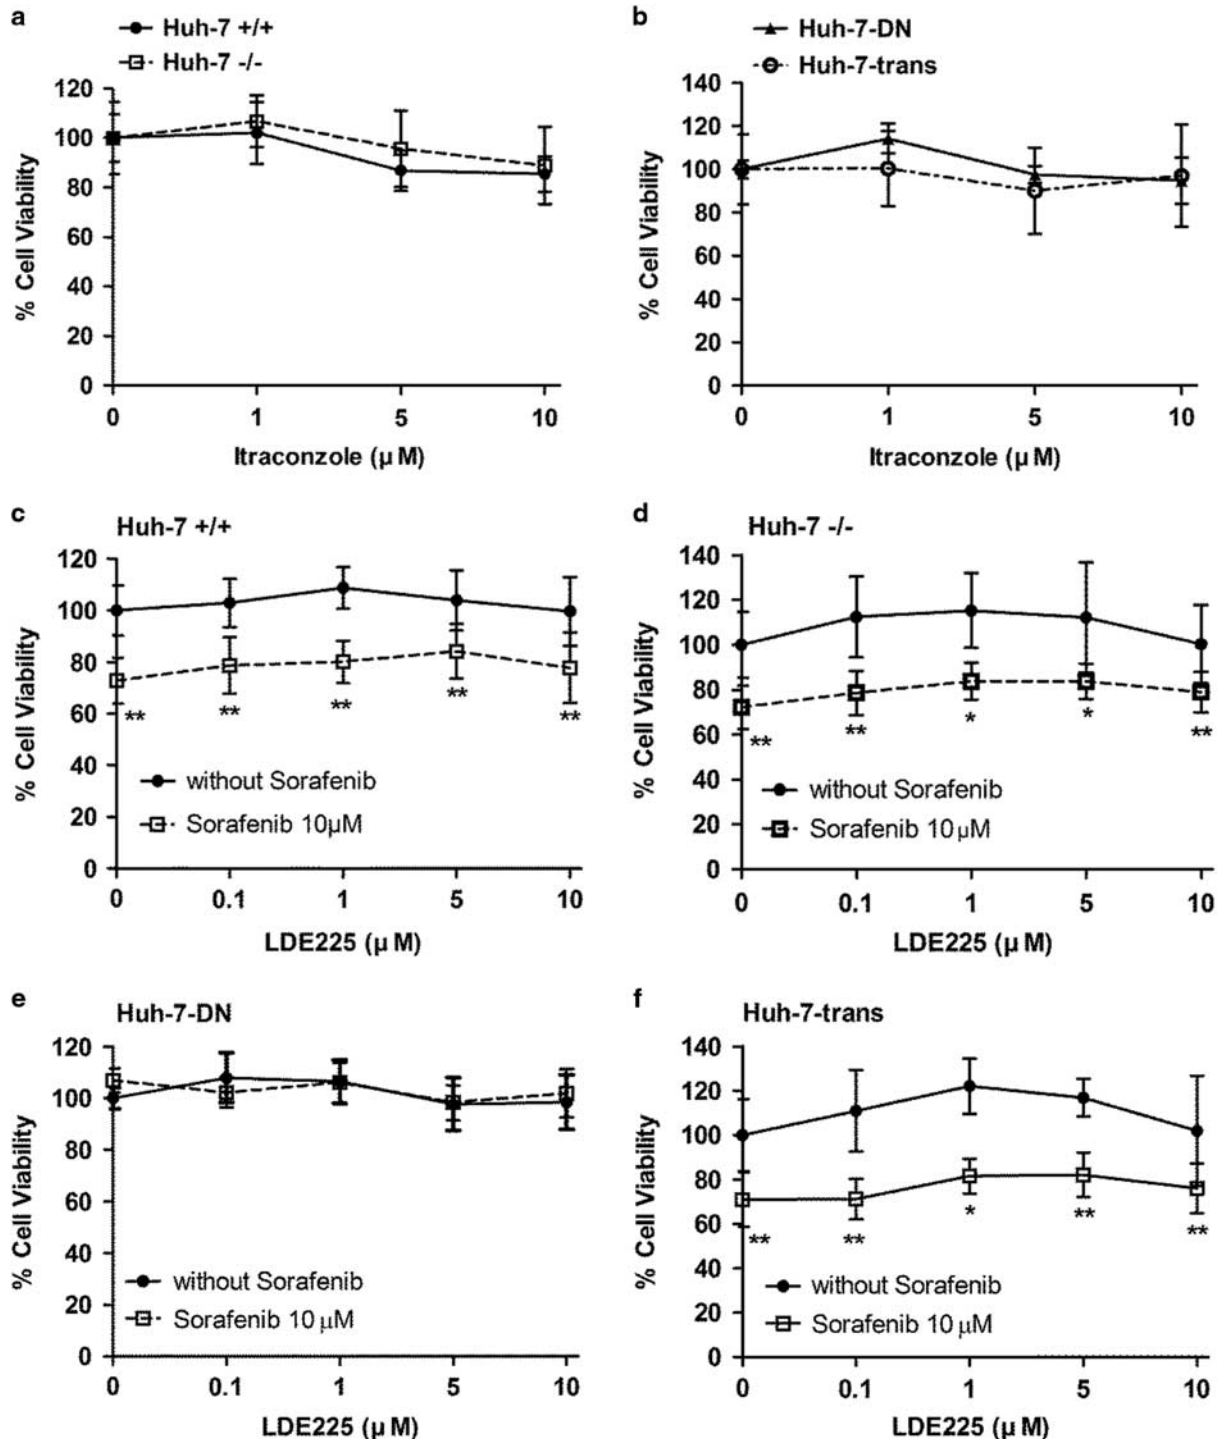 a
Huh-7 +/+
Huh-7 -/-
120
100
80
60
40
20
0
% Cell Viability
0 1 5 10
Itraconzole (µ M)
b
Huh-7-DN
Huh-7-trans
140
120
100
80
60
40
20
0
% Cell Viability
0 1 5 10
Itraconzole (µ M)
c
Huh-7 +/+
120
100
80
60
40
20
0
% Cell Viability
** ** ** ** **
without Sorafenib
Sorafenib 10µM
0 0.1 1 5 10
LDE225 (µ M)
d
Huh-7 -/-
140
120
100
80
60
40
20
0
% Cell Viability
** ** * * **
without Sorafenib
Sorafenib 10 µM
0 0.1 1 5 10
LDE225 (µ M)
e
Huh-7-DN
120
100
80
60
40
20
0
% Cell Viability
without Sorafenib
Sorafenib 10 µM
0 0.1 1 5 10
LDE225 (µ M)
f
Huh-7-trans
140
120
100
80
60
40
20
0
% Cell Viability
** ** * ** **
without Sorafenib
Sorafenib 10 µM
0 0.1 1 5 10
LDE225 (µ M)